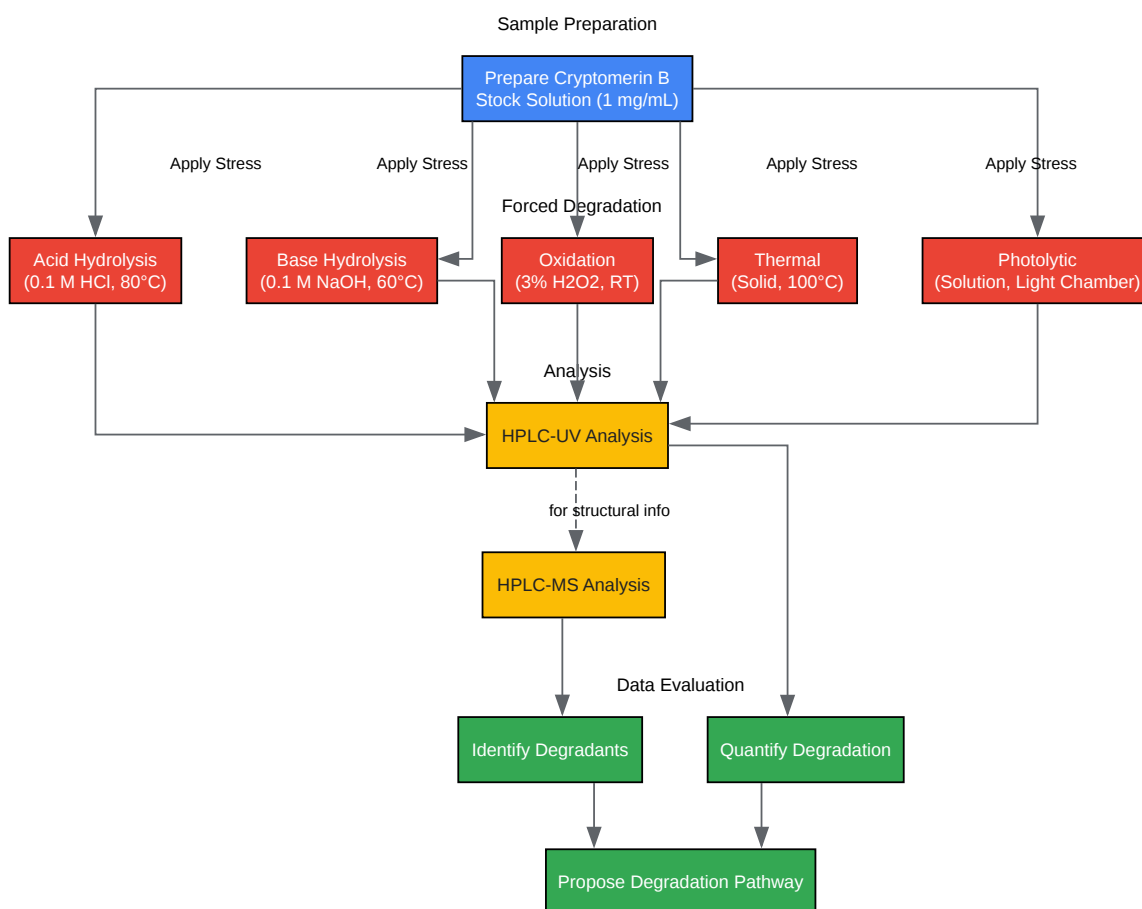 Sample Preparation
Prepare Cryptomerin B
Stock Solution (1 mg/mL)
Apply Stress
Apply Stress
Apply Stress
Apply Stress
Apply Stress
Forced Degradation
Acid Hydrolysis
(0.1 M HCl, 80°C)
Base Hydrolysis
(0.1 M NaOH, 60°C)
Oxidation
(3% H2O2, RT)
Thermal
(Solid, 100°C)
Photolytic
(Solution, Light Chamber)
Analysis
HPLC-UV Analysis
for structural info
HPLC-MS Analysis
Data Evaluation
Identify Degradants
Quantify Degradation
Propose Degradation Pathway